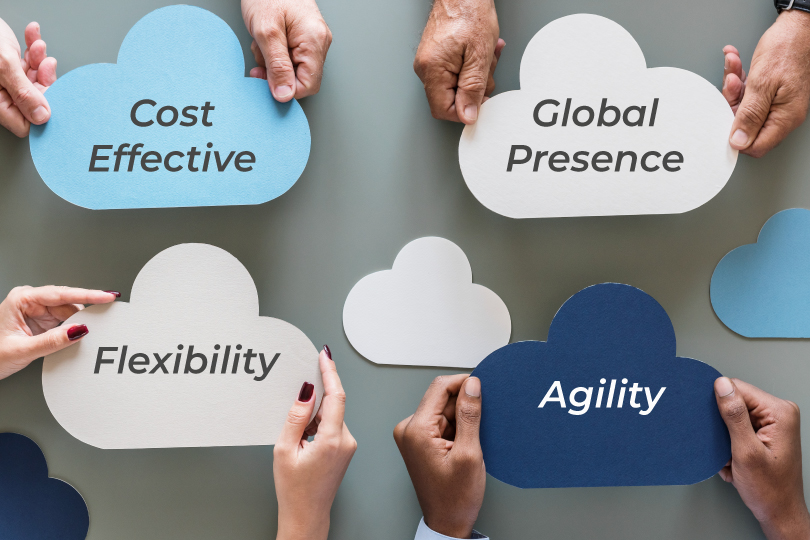 Cost
Effective
Global
Presence
Flexibility
Agility